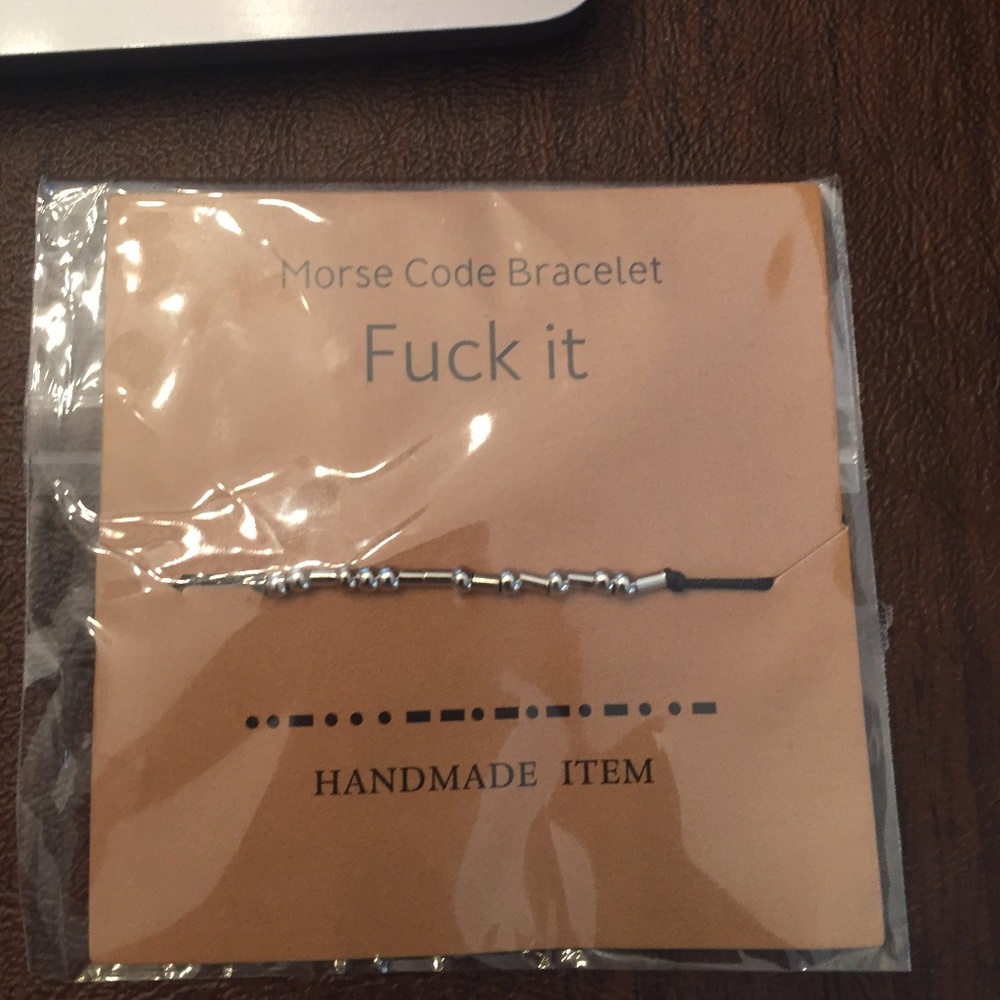 Morse Code Bracelet
Fuck it
HANDMADE ITEM